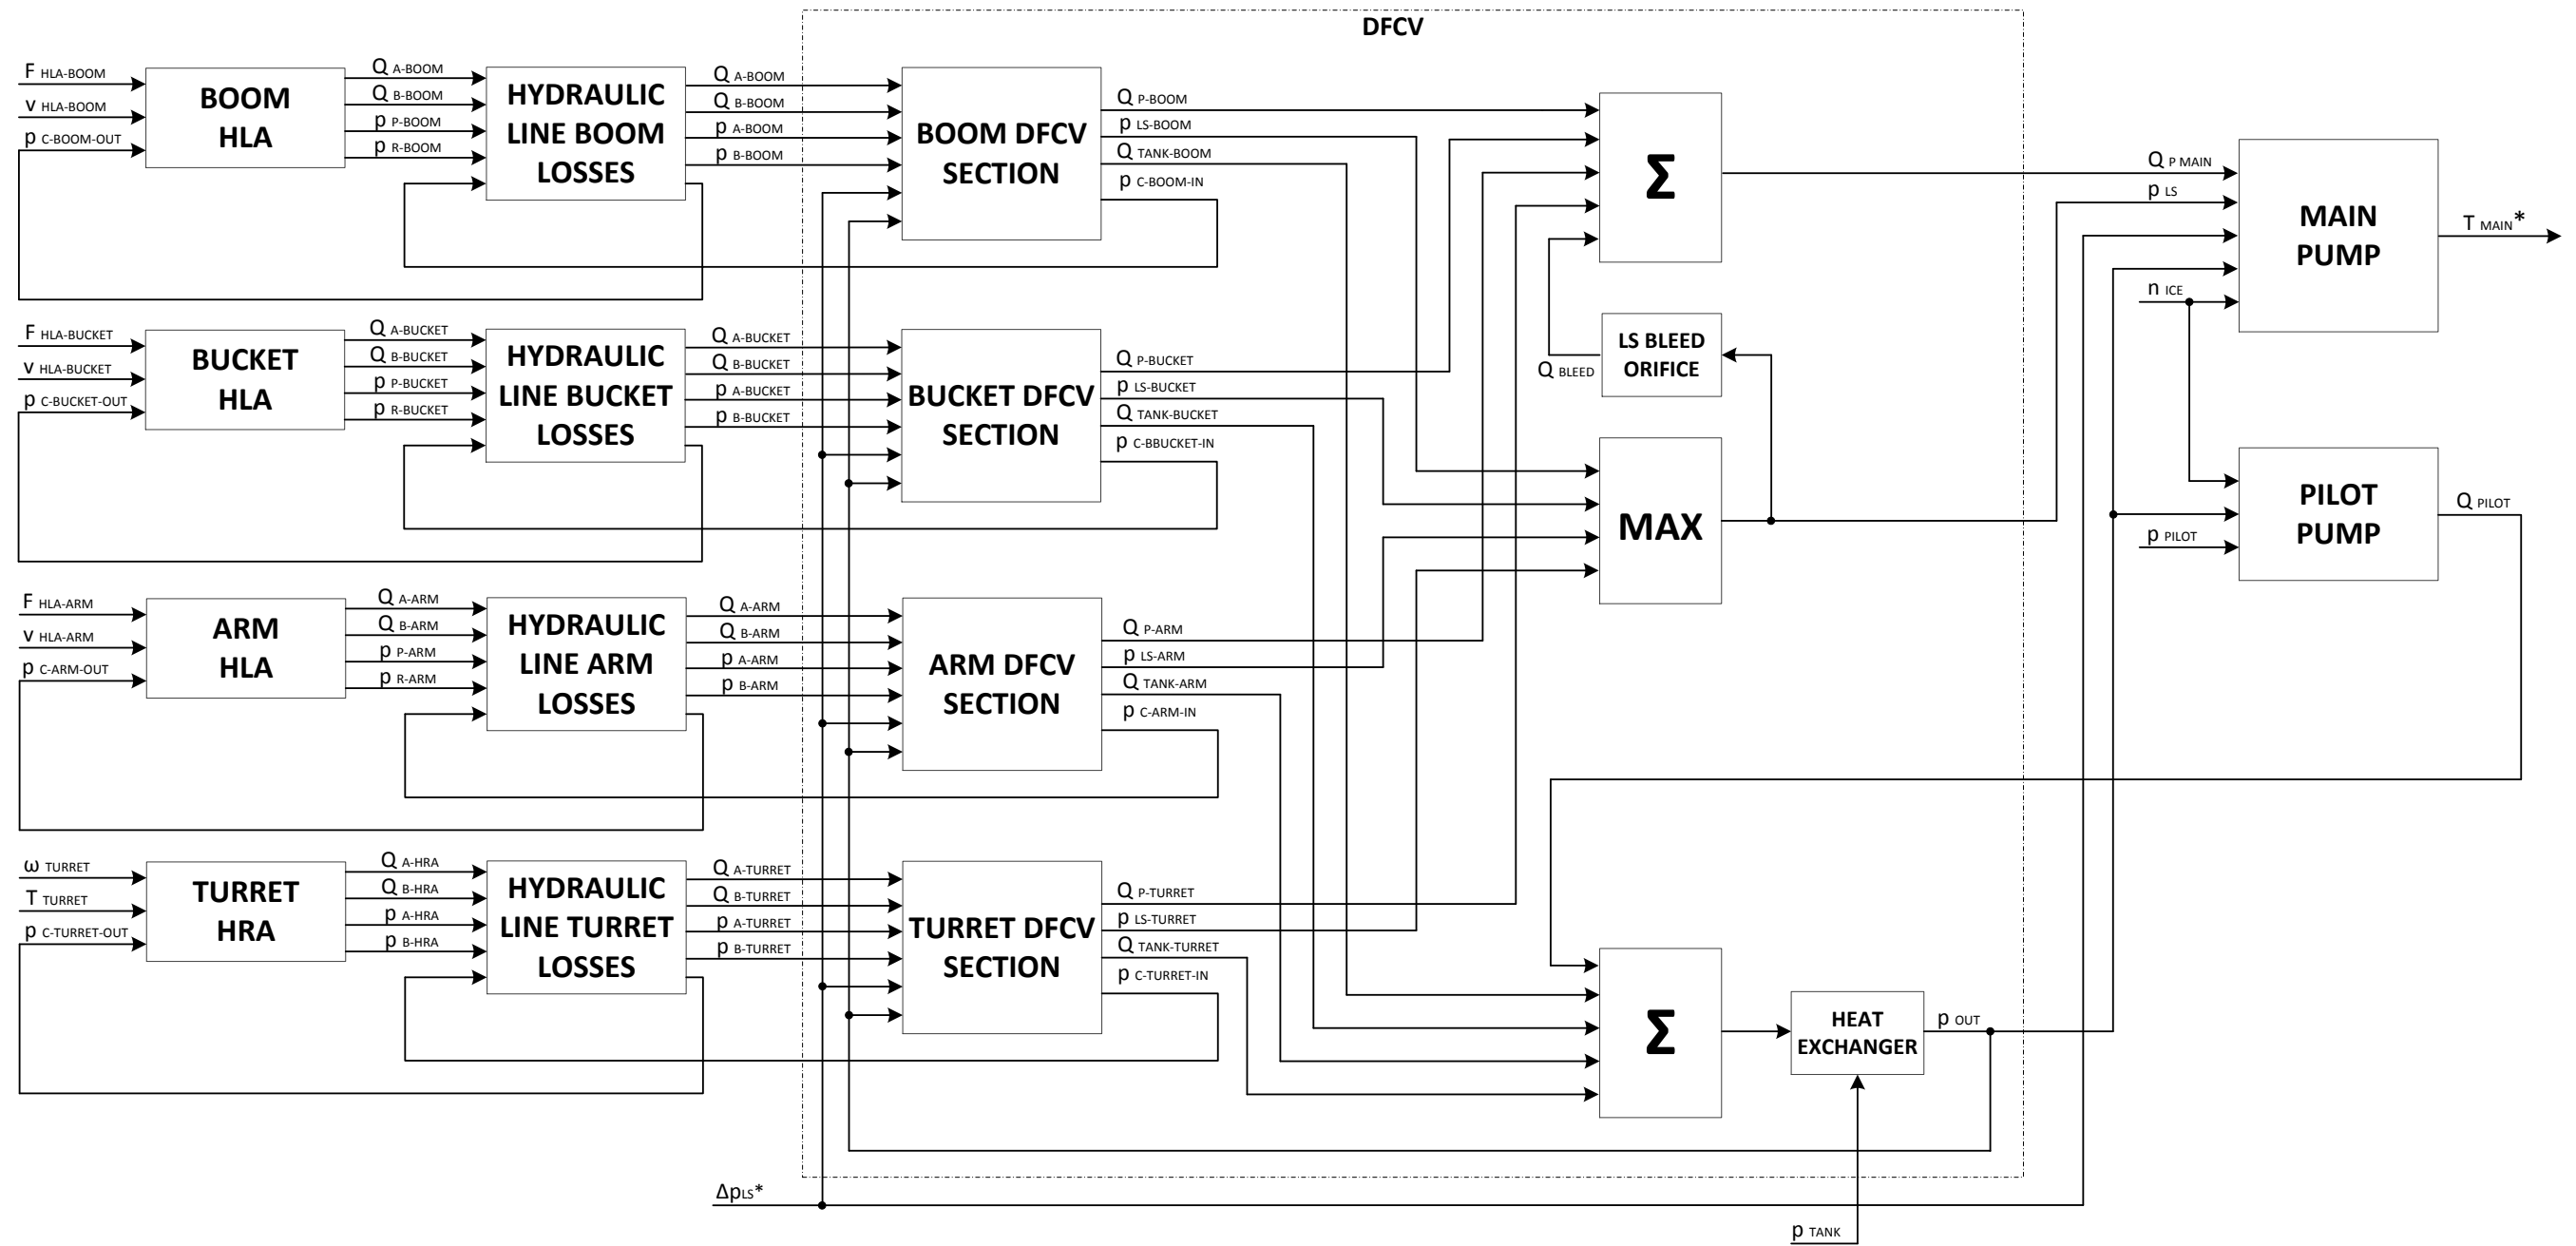 DFCV
F HLA-BOOM
v HLA-BOOM
p C-BOOM-OUT
BOOM
HLA
Q A-BOOM
Q B-BOOM
p P-BOOM
p R-BOOM
HYDRAULIC
LINE BOOM
LOSSES
Q A-BOOM
Q B-BOOM
p A-BOOM
p B-BOOM
BOOM DFCV
SECTION
Q P-BOOM
p LS-BOOM
Q TANK-BOOM
p C-BOOM-IN
Σ
Q P MAIN
p LS
n ICE
MAIN
PUMP
T MAIN*
F HLA-BUCKET
v HLA-BUCKET
p C-BUCKET-OUT
BUCKET
HLA
Q A-BUCKET
Q B-BUCKET
p P-BUCKET
p R-BUCKET
HYDRAULIC
LINE BUCKET
LOSSES
Q A-BUCKET
Q B-BUCKET
p A-BUCKET
p B-BUCKET
BUCKET DFCV
SECTION
Q P-BUCKET
p LS-BUCKET
Q TANK-BUCKET
p C-BBUCKET-IN
Q BLEED
LS BLEED
ORIFICE
MAX
p PILOT
PILOT
PUMP
Q PILOT
F HLA-ARM
v HLA-ARM
p C-ARM-OUT
ARM
HLA
Q A-ARM
Q B-ARM
p P-ARM
p R-ARM
HYDRAULIC
LINE ARM
LOSSES
Q A-ARM
Q B-ARM
p A-ARM
p B-ARM
ARM DFCV
SECTION
Q P-ARM
p LS-ARM
Q TANK-ARM
p C-ARM-IN
ω TURRET
T TURRET
p C-TURRET-OUT
TURRET
HRA
Q A-HRA
Q B-HRA
p A-HRA
p B-HRA
HYDRAULIC
LINE TURRET
LOSSES
Q A-TURRET
Q B-TURRET
p A-TURRET
p B-TURRET
TURRET DFCV
SECTION
Q P-TURRET
p LS-TURRET
Q TANK-TURRET
p C-TURRET-IN
Σ
HEAT
EXCHANGER
p OUT
ΔpLS*
p TANK